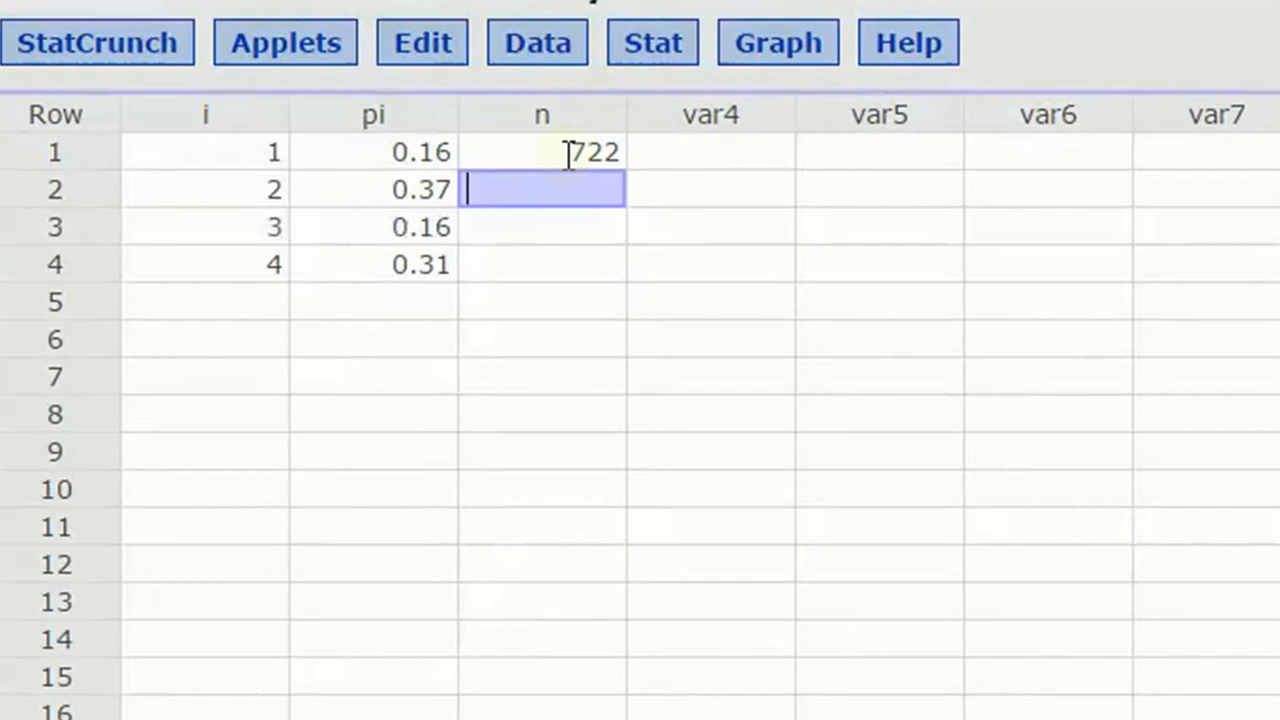 StatCrunch Applets Edit Data Stat Graph Help
Row i pi n var4 var5 var6 var7
1 1 0.16 722
2 2 0.37
3 3 0.16
4 4 0.31
5
6
7
8
9
10
11
12
13
14
15
16